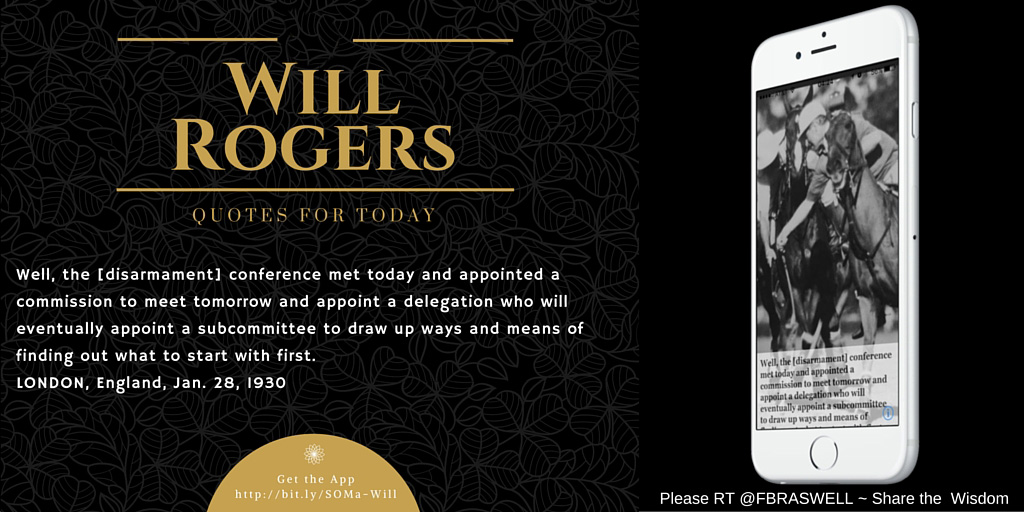 WILL
ROGERS
QUOTES FOR TODAY
Well, the [disarmament] conference met today and appointed a
commission to meet tomorrow and appoint a delegation who will
eventually appoint a subcommittee to draw up ways and means of
finding out what to start with first.
LONDON, England, Jan. 28, 1930
Get the App
http://bit.ly/SOMa-Will
Well, the [disarmament] conference
met today and appointed a
commission to meet tomorrow and
appoint a delegation who will
eventually appoint a subcommittee
to draw up ways and means of
Please RT @FBRASWELL ~ Share the Wisdom